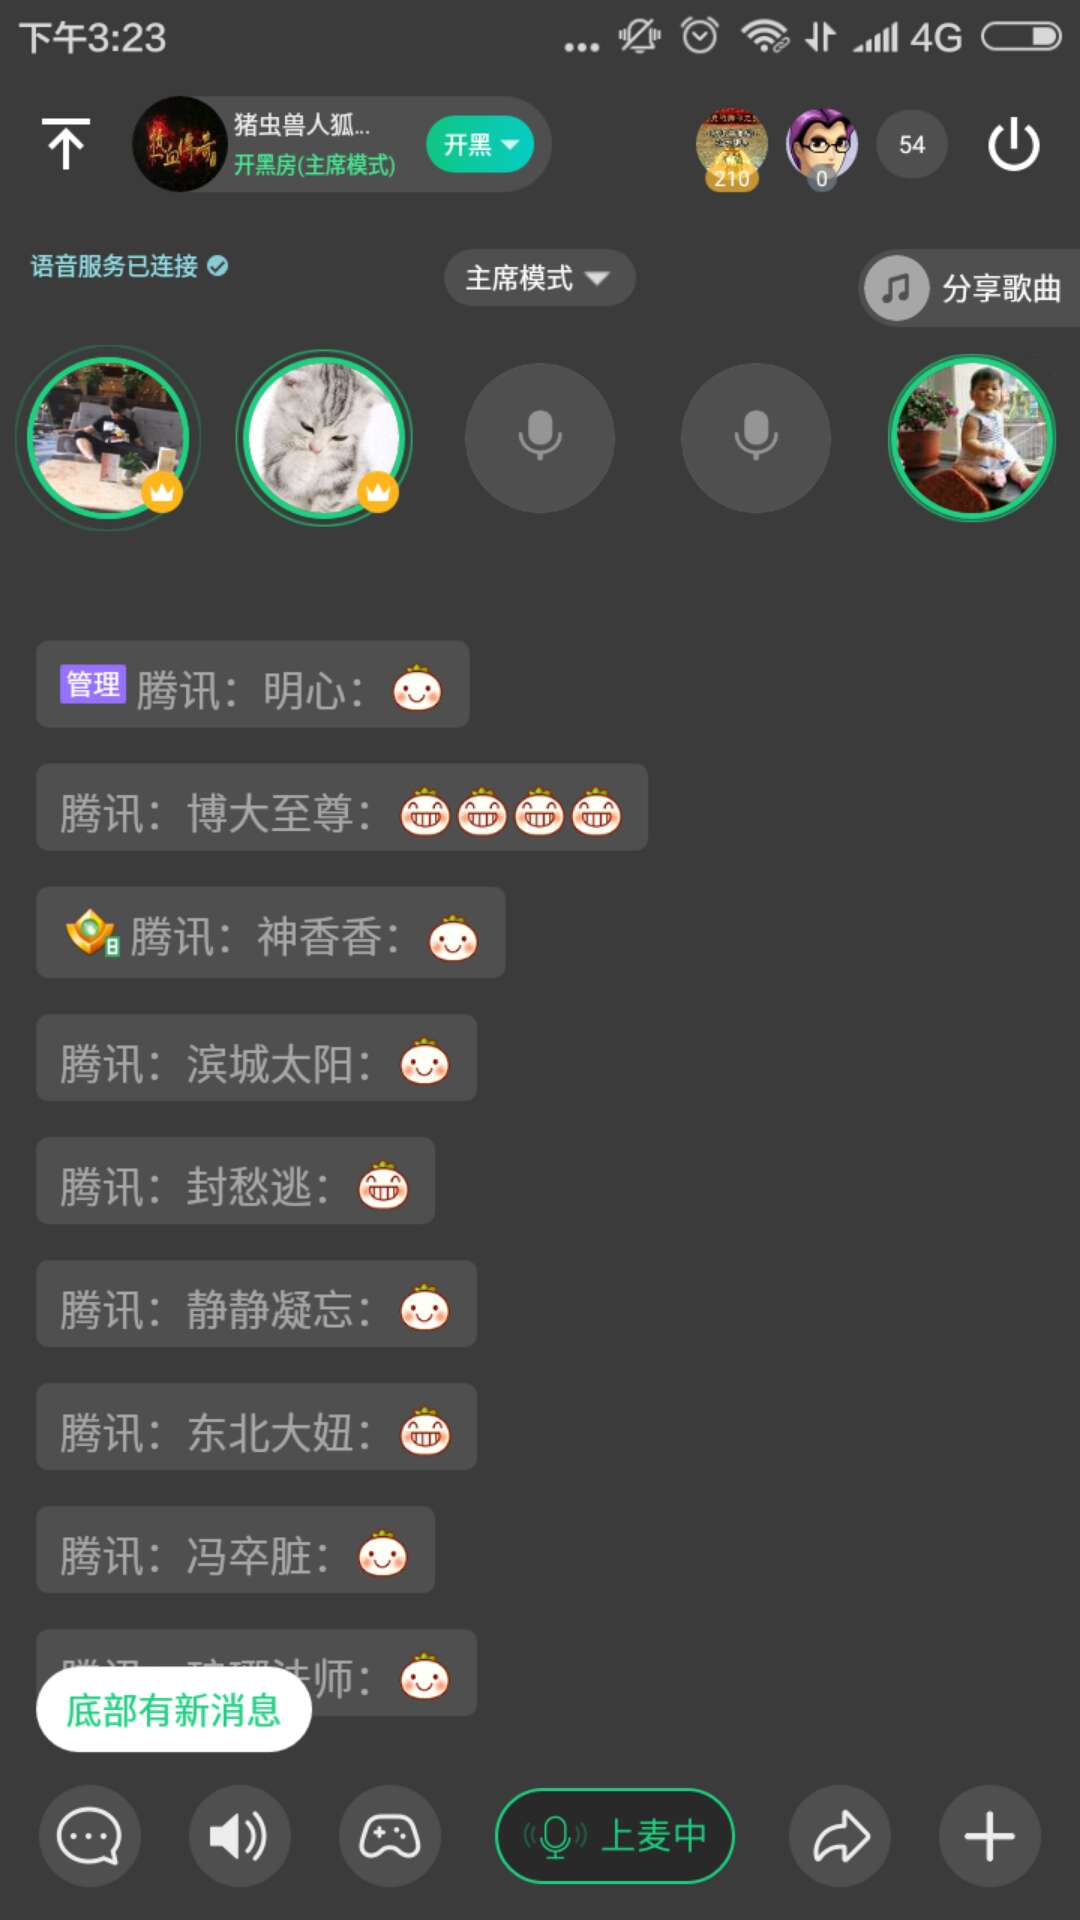 下午3:23
4G
猪虫兽人狐...
开黑房(主席模式)
开黑
210
0
54
语音服务已连接
主席模式
分享歌曲
管理 腾讯：明心：
腾讯：博大至尊：
腾讯：神香香：
腾讯：滨城太阳：
腾讯：封愁逃：
腾讯：静静凝忘：
腾讯：东北大妞：
腾讯：冯卒脏：
师：
底部有新消息
上麦中